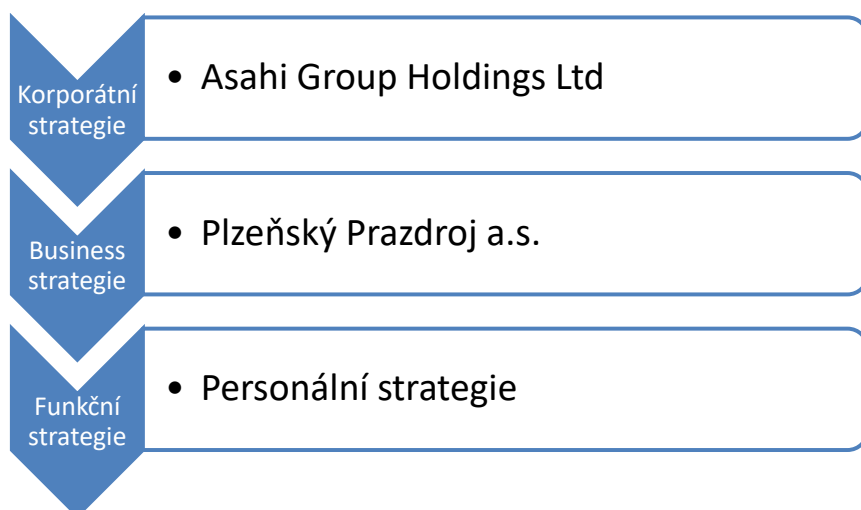 Korporátní
strategie
• Asahi Group Holdings Ltd
Business
strategie
• Plzeňský Prazdroj a.s.
Funkční
strategie
• Personální strategie